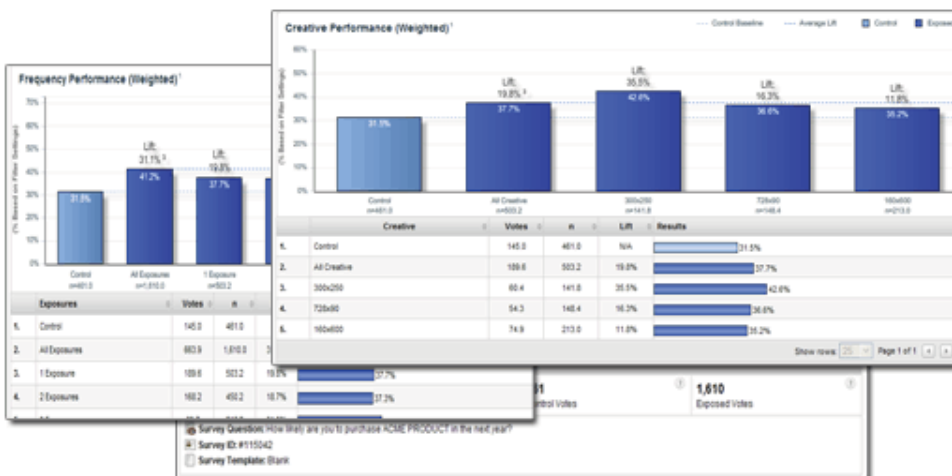 Creative Performance (Weighted)¹
Control Baseline Average Lift Control Exposed
(% Based on Filter Settings)
60%
50%
40%
30%
20%
10%
0%
31.5%
Lift:
19.8%
37.7%
Lift:
35.5%
42.6%
Lift:
16.3%
36.6%
Lift:
11.8%
35.2%
Control
n=461.0
All Creative
n=503.2
300x250
n=141.8
728x90
n=148.4
160x600
n=213.0
Creative Votes n Lift Results
1. Control 145.0 461.0 N/A 31.5%
2. All Creative 189.6 503.2 19.8% 37.7%
3. 300x250 60.4 141.8 35.5% 42.6%
4. 728x90 54.3 148.4 16.3% 36.6%
5. 160x600 74.9 213.0 11.8% 35.2%
Show rows: 25 Page 1 of 1
Frequency Performance (Weighted)¹
(% Based on Filter Settings)
70%
60%
50%
40%
30%
20%
10%
0%
31.5%
Lift:
31.1%
41.2%
Lift:
19.8%
37.7%
Control
n=461.0
All Exposures
n=1,610.0
1 Exposure
n=503.2
Exposures Votes n
1. Control 145.0 461.0
2. All Exposures 663.9 1,610.0
3. 1 Exposure 189.6 503.2 19.8% 37.7%
4. 2 Exposures 168.2 450.2 18.7% 37.3%
1,610
Exposed Votes
Survey Question: How likely are you to purchase ACME PRODUCT in the next year?
Survey ID: #115042
Survey Template: Blank